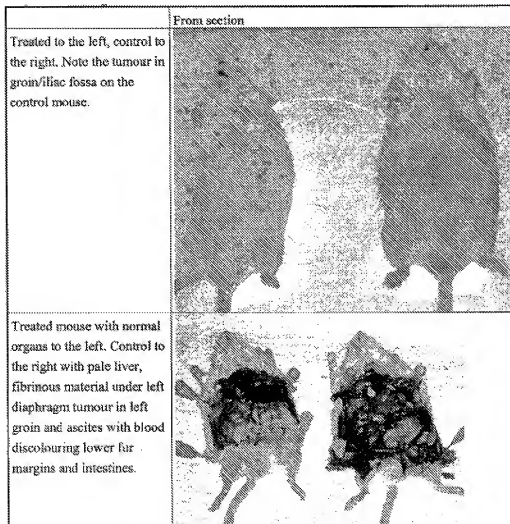 From section
Treated to the left, control to
the right. Note the tumour in
groin/iliac fossa on the
control mouse.
Treated mouse with normal
organs to the left. Control to
the right with pale liver,
fibrinous material under left
diaphragm tumour in left
groin and ascites with blood
discolouring lower fur
margins and intestines.